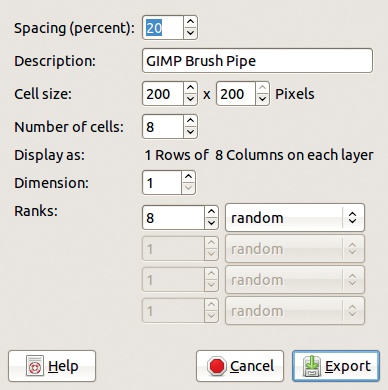 Spacing (percent): 20
Description: GIMP Brush Pipe
Cell size: 200 x 200 Pixels
Number of cells: 8
Display as: 1 Rows of 8 Columns on each layer
Dimension: 1
Ranks: 8 random
1 random
1 random
1 random
Help Cancel Export